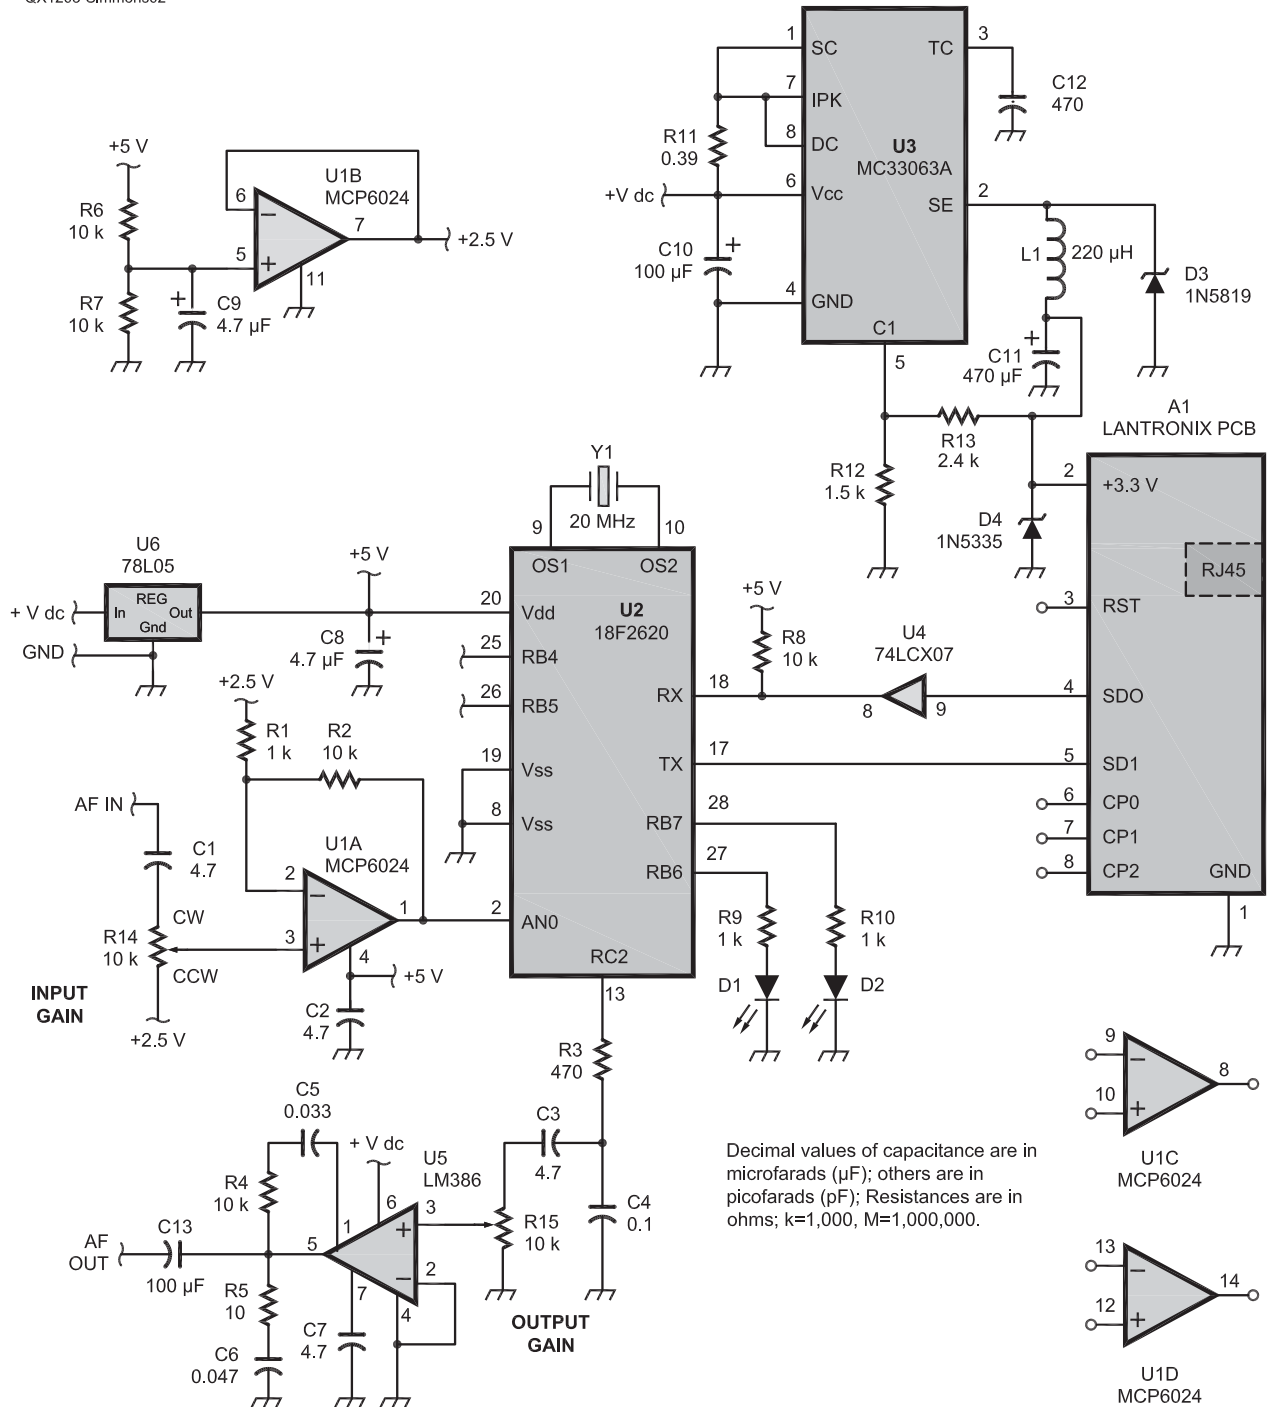 1
SC
TC
3
7
IPK
C12
470
R11
0.39
8
DC
U3
MC33063A
+V dc
6
Vcc
SE
2
C10
100 µF
+
L1
220 µH
D3
1N5819
4
GND
C1
5
+
C11
470 µF
R12
1.5 k
R13
2.4 k
D4
1N5335
+5 V
R6
10 k
R7
10 k
U1B
MCP6024
6
–
5
+
7
+2.5 V
11
+
C9
4.7 µF
A1
LANTRONIX PCB
2
+3.3 V
RJ45
3
RST
4
SDO
5
SD1
6
CP0
7
CP1
8
CP2
GND
1
Y1
20 MHz
9
10
OS1
OS2
U2
18F2620
U6
78L05
REG
In
Out
Gnd
+ V dc
GND
+5 V
C8
4.7 µF
+
20
Vdd
25
RB4
26
RB5
19
Vss
8
Vss
2
AN0
RC2
13
RX
18
TX
17
RB7
28
RB6
27
+5 V
R8
10 k
U4
74LCX07
8
9
R9
1 k
R10
1 k
D1
D2
+2.5 V
R1
1 k
R2
10 k
AF IN
C1
4.7
U1A
MCP6024
2
–
3
+
1
4
+5 V
C2
4.7
CW
R14
10 k
CCW
INPUT
GAIN
+2.5 V
R3
470
C3
4.7
C4
0.1
R15
10 k
OUTPUT
GAIN
C5
0.033
R4
10 k
+ V dc
U5
LM386
6
3
+
1
5
–
2
7
4
AF
OUT
C13
100 µF
R5
10
C6
0.047
C7
4.7
Decimal values of capacitance are in
microfarads (µF); others are in
picofarads (pF); Resistances are in
ohms; k=1,000, M=1,000,000.
9
–
10
+
8
U1C
MCP6024
13
–
12
+
14
U1D
MCP6024